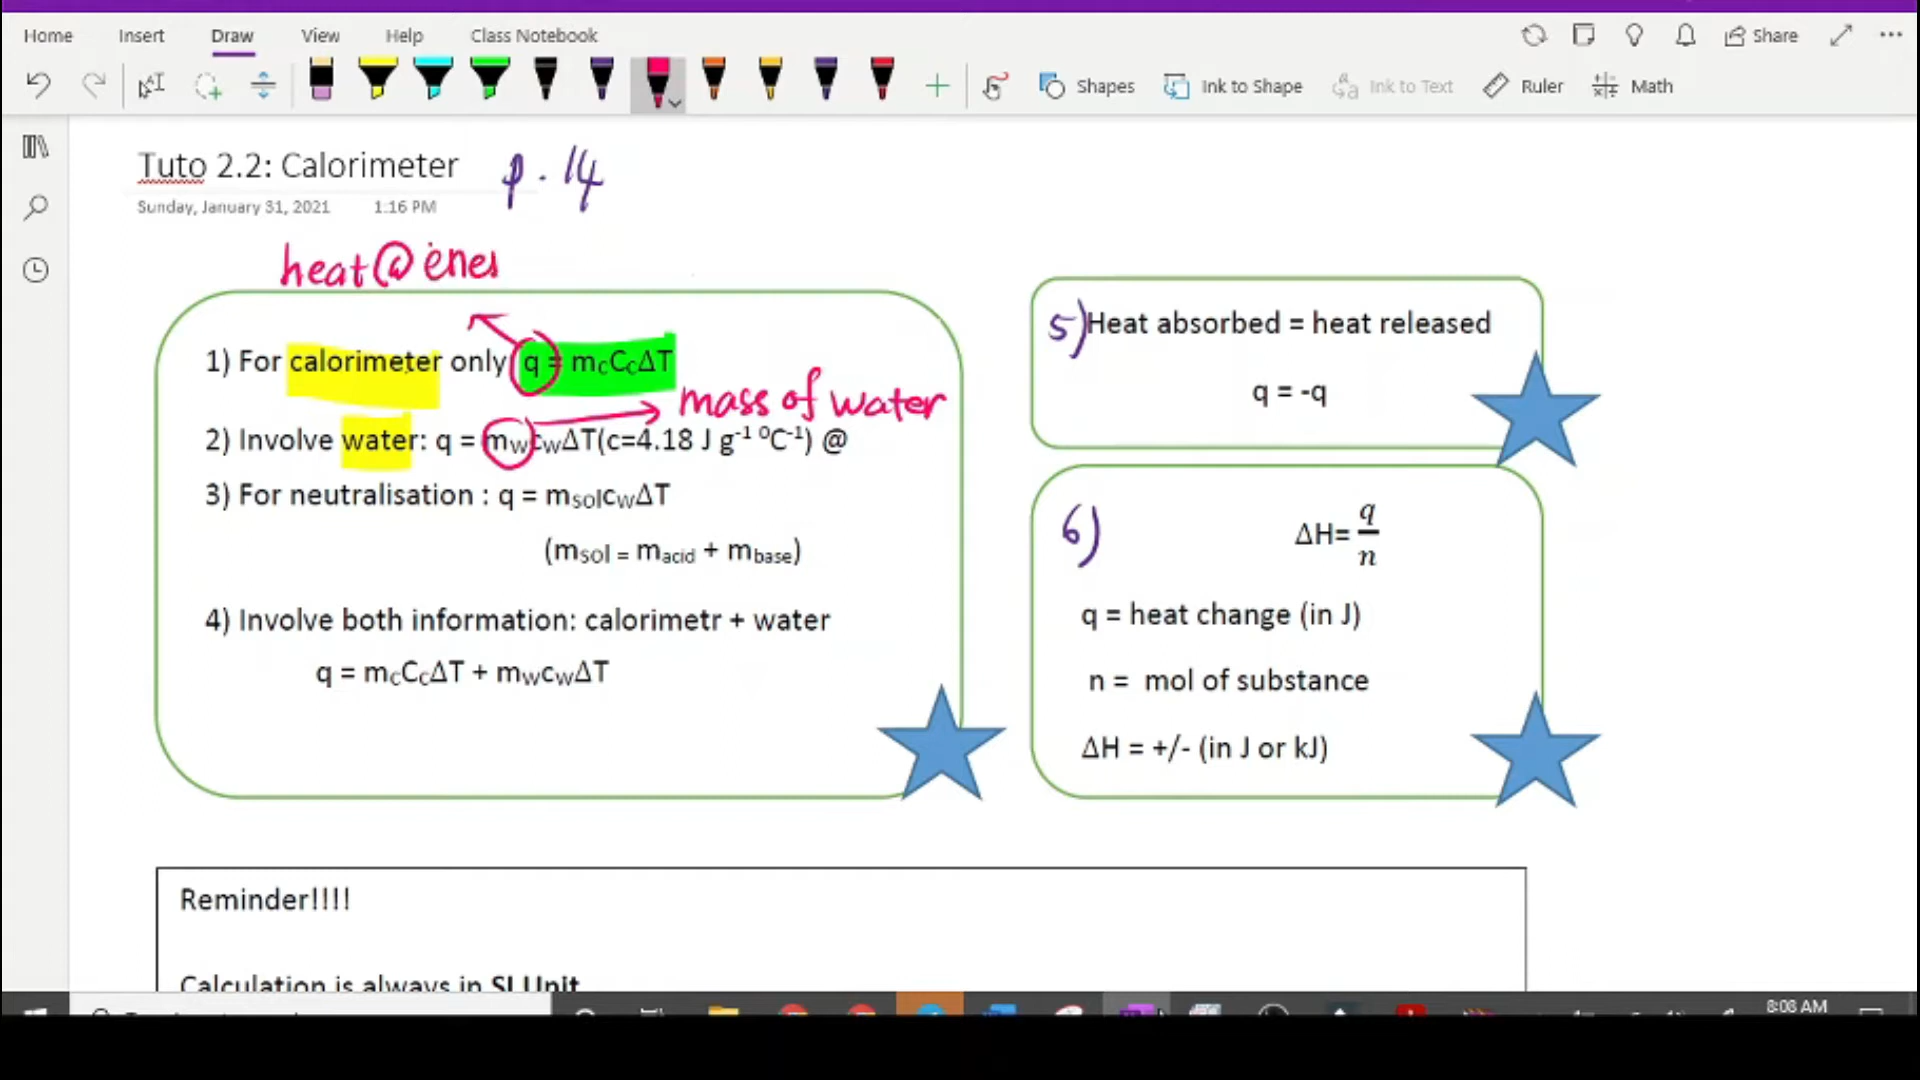 Home Insert Draw View Help Class Notebook
Share
Shapes Ink to Shape Ink to Text Ruler Math
Tuto 2.2: Calorimeter p. 14
Sunday, January 31, 2021 1:16 PM
heat @ ener
1) For calorimeter only q = mcCcΔT
mass of water
2) Involve water: q = mwcwΔT(c=4.18 J g⁻¹ ⁰C⁻¹) @
3) For neutralisation : q = msolcwΔT
(msol = macid + mbase)
4) Involve both information: calorimetr + water
q = mcCcΔT + mwcwΔT
5) Heat absorbed = heat released
q = -q
6) ΔH= q/n
q = heat change (in J)
n = mol of substance
ΔH = +/- (in J or kJ)
Reminder!!!!
Calculation is always in SI Unit
8:08 AM